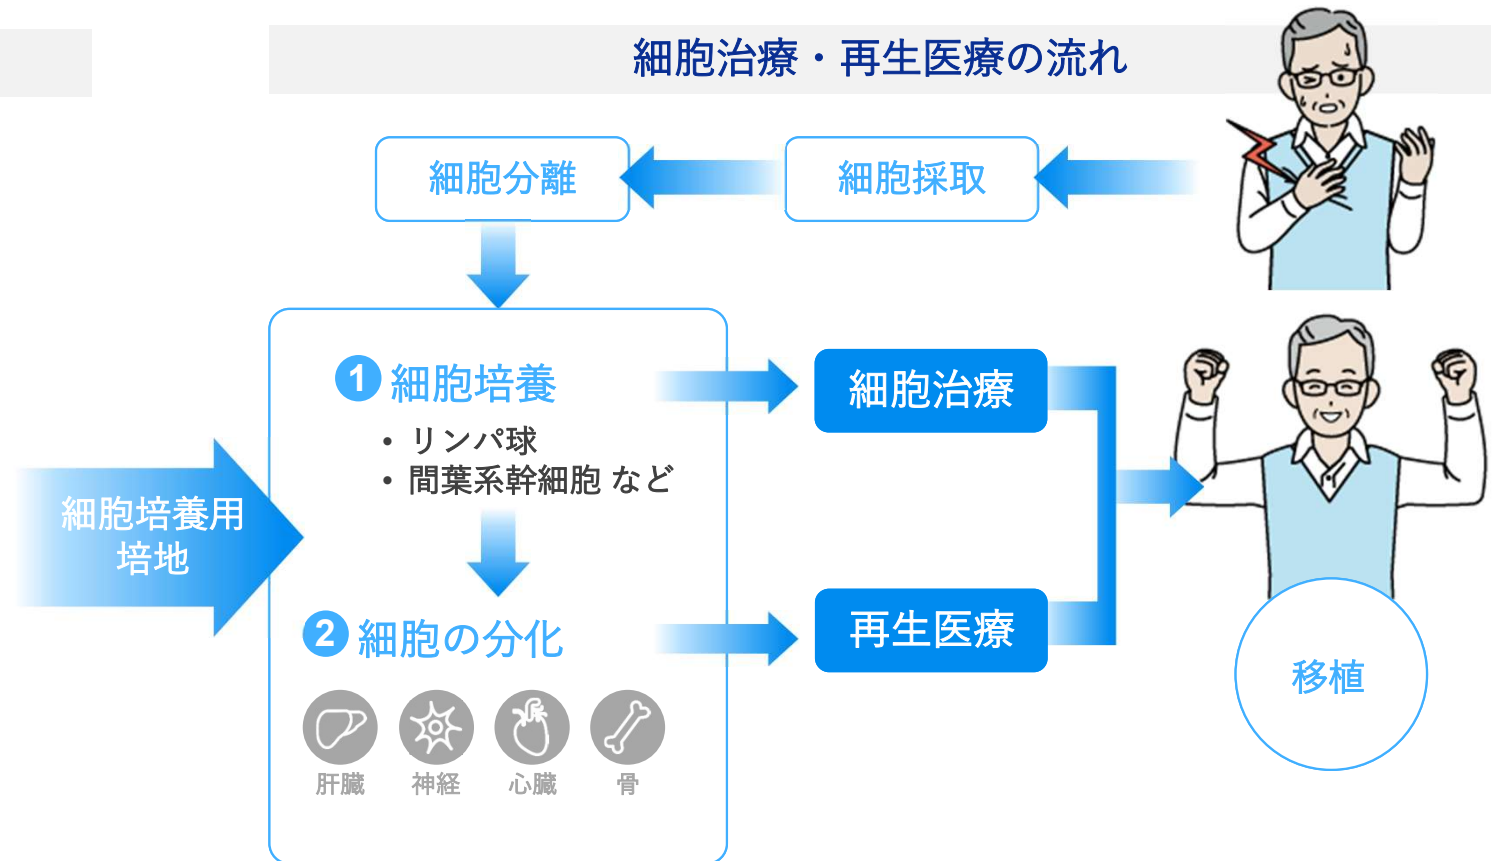 細胞治療・再生医療の流れ
細胞分離
細胞採取
1 細胞培養
• リンパ球
• 間葉系幹細胞 など
細胞治療
細胞培養用
培地
2 細胞の分化
再生医療
肝臓
神経
心臓
骨
移植